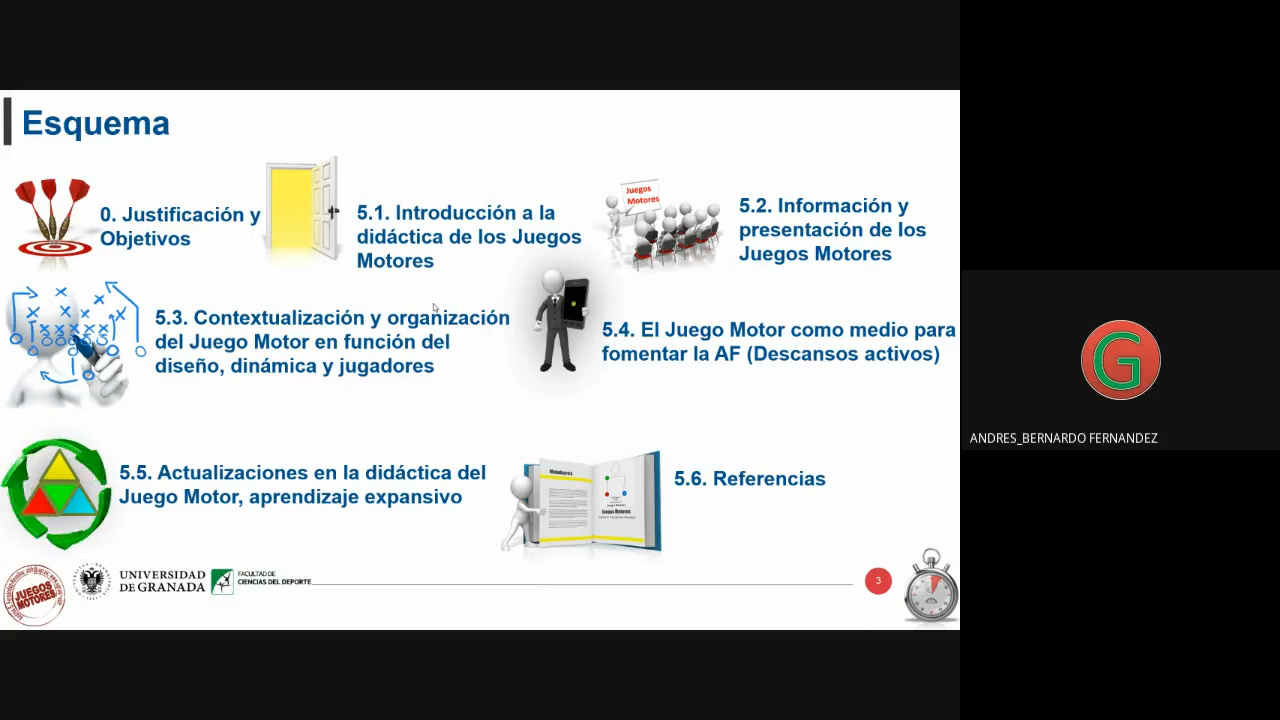 Esquema
0. Justificación y
Objetivos
5.1. Introducción a la
didáctica de los Juegos
Motores
Juegos
Motores
5.2. Información y
presentación de los
Juegos Motores
5.3. Contextualización y organización
del Juego Motor en función del
diseño, dinámica y jugadores
5.4. El Juego Motor como medio para
fomentar la AF (Descansos activos)
5.5. Actualizaciones en la didáctica del
Juego Motor, aprendizaje expansivo
5.6. Referencias
JUEGOS
MOTORES
UNIVERSIDAD
DE GRANADA
FACULTAD DE
CIENCIAS DEL DEPORTE
3
G
ANDRES_BERNARDO FERNANDEZ